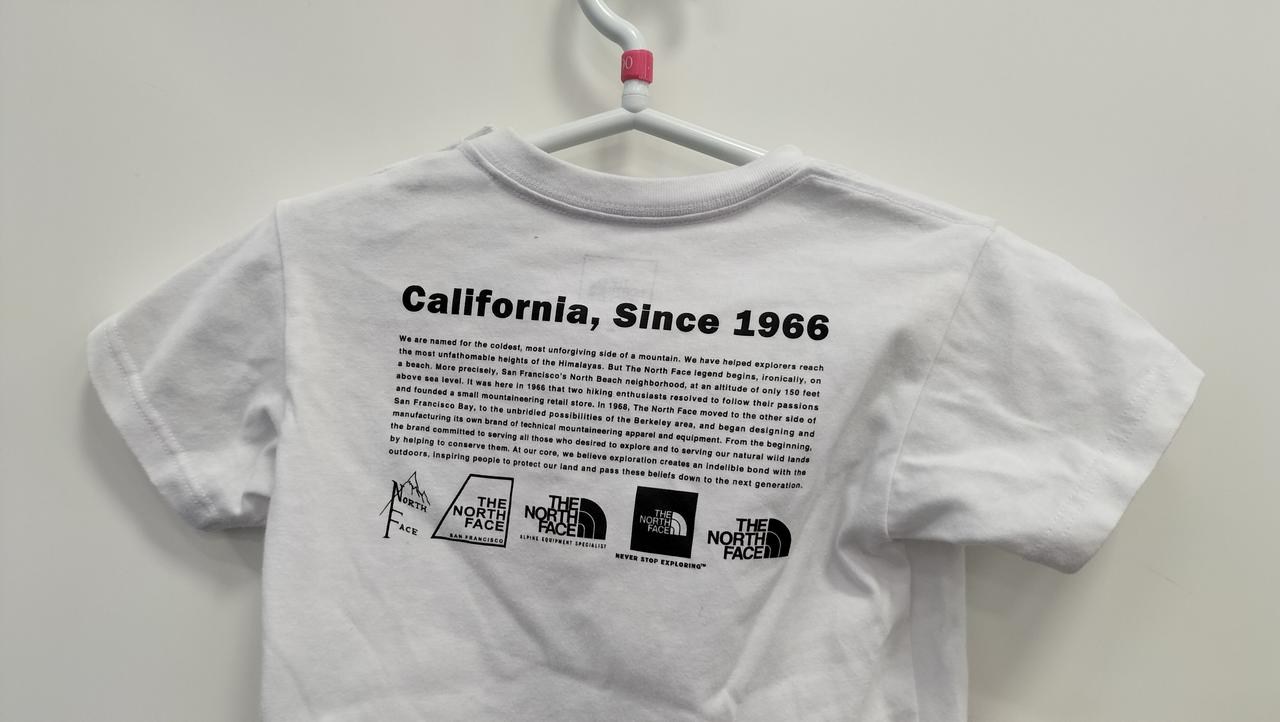 00
California, Since 1966
We are named for the coldest, most unforgiving side of a mountain. We have helped explorers reach
the most unfathomable heights of the Himalayas. But The North Face legend begins, ironically, on
a beach. More precisely, San Francisco's North Beach neighborhood, at an altitude of only 150 feet
above sea level. It was here in 1966 that two hiking enthusiasts resolved to follow their passions
and founded a small mountaineering retail store. In 1968, The North Face moved to the other side of
San Francisco Bay, to the unbridled possibilities of the Berkeley area, and began designing and
manufacturing its own brand of technical mountaineering apparel and equipment. From the beginning,
the brand committed to serving all those who desired to explore and to serving our natural wild lands
by helping to conserve them. At our core, we believe exploration creates an indelible bond with the
outdoors, inspiring people to protect our land and pass these beliefs down to the next generation.
NORTH
FACE
THE
NORTH
FACE
SAN FRANCISCO
THE
NORTH
FACE
ALPINE EQUIPMENT SPECIALIST
THE
NORTH
FACE
NEVER STOP EXPLORING™
THE
NORTH
FACE